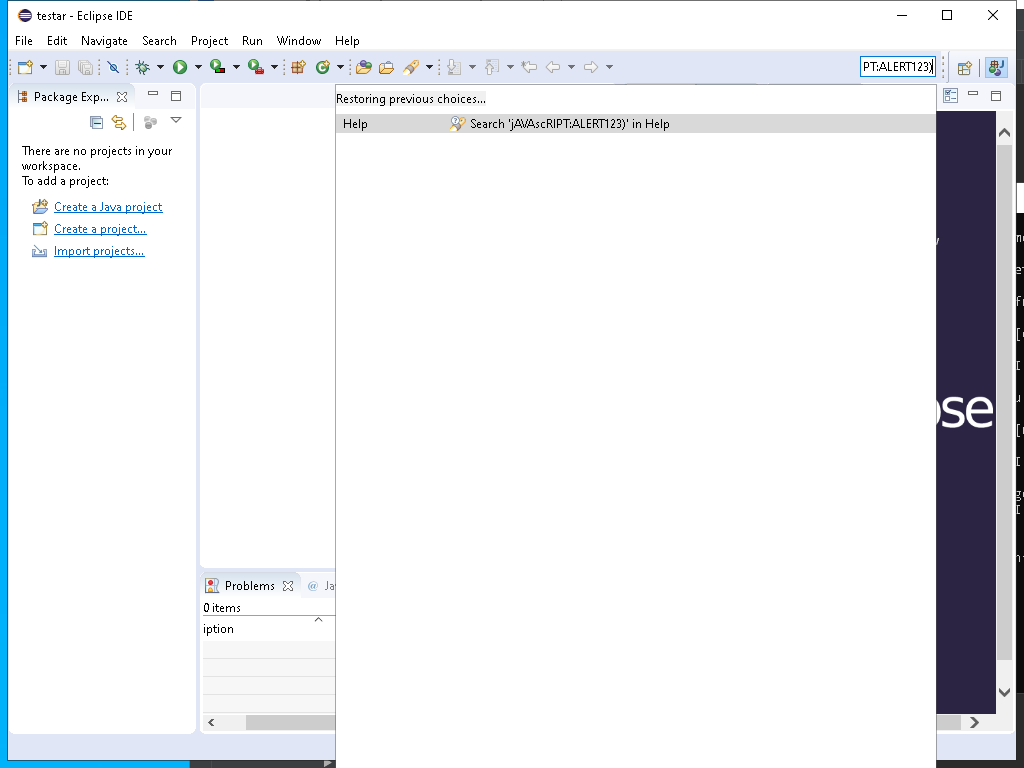 testar - Eclipse IDE
File Edit Navigate Search Project Run Window Help
PT:ALERT123)
Package Exp...
Restoring previous choices...
Help Search 'jAVAscRIPT:ALERT123)' in Help
There are no projects in your
workspace.
To add a project:
Create a Java project
Create a project...
Import projects...
ose
Problems @ Ja
0 items
iption